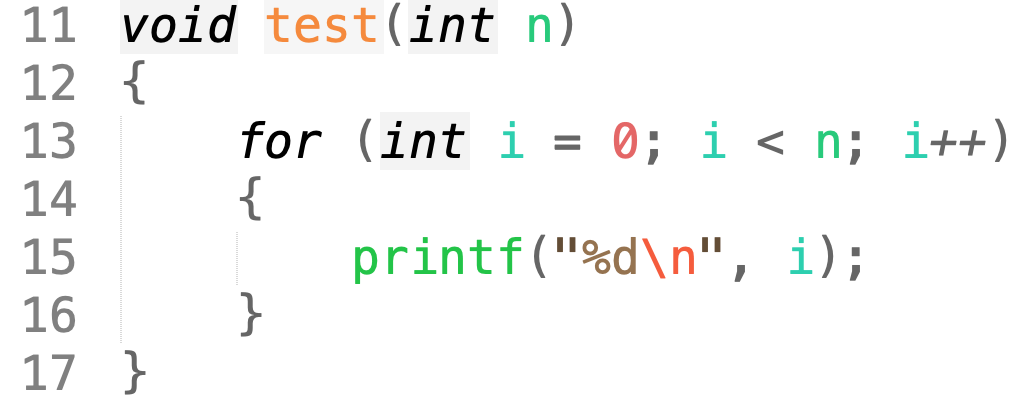 11 void test(int n)
12 {
13     for (int i = 0; i < n; i++)
14     {
15         printf("%d\n", i);
16     }
17 }